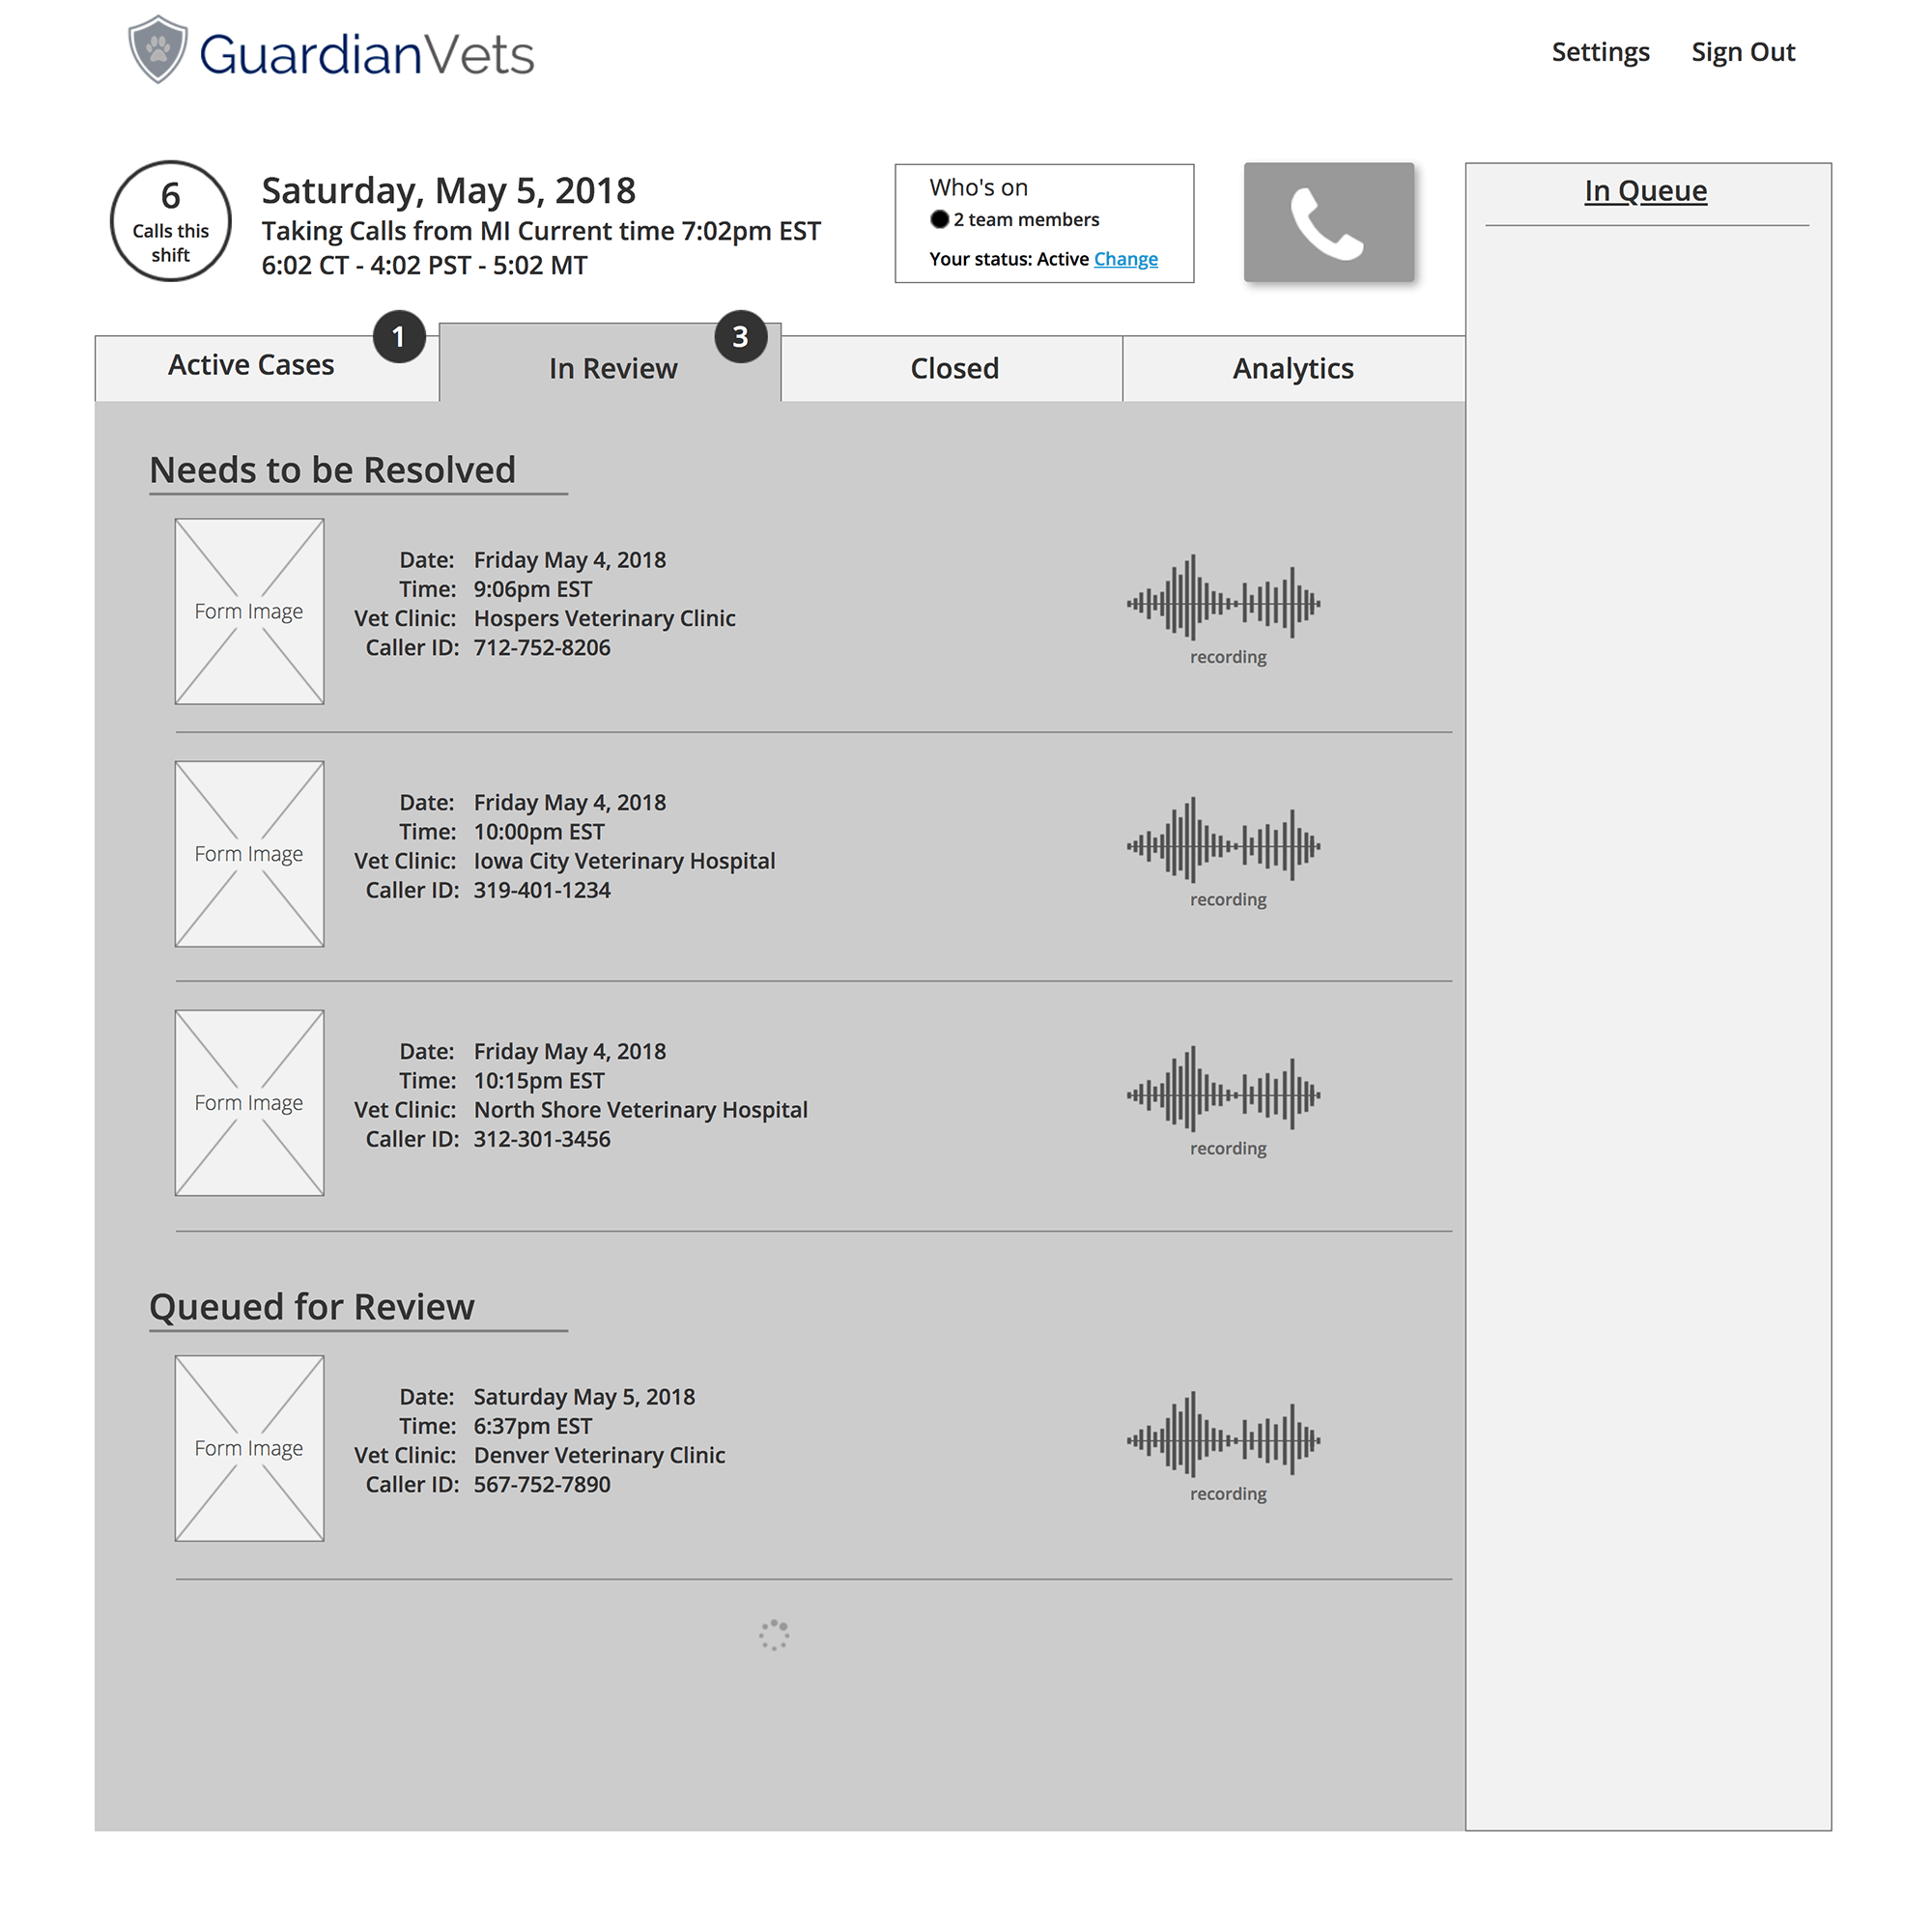 GuardianVets
Settings
Sign Out
6
Calls this
shift
Saturday, May 5, 2018
Taking Calls from MI Current time 7:02pm EST
6:02 CT - 4:02 PST - 5:02 MT
Who's on
2 team members
Your status: Active Change
In Queue
Active Cases
1
In Review
3
Closed
Analytics
Needs to be Resolved
Form Image
Date: Friday May 4, 2018
Time: 9:06pm EST
Vet Clinic: Hospers Veterinary Clinic
Caller ID: 712-752-8206
recording
Form Image
Date: Friday May 4, 2018
Time: 10:00pm EST
Vet Clinic: Iowa City Veterinary Hospital
Caller ID: 319-401-1234
recording
Form Image
Date: Friday May 4, 2018
Time: 10:15pm EST
Vet Clinic: North Shore Veterinary Hospital
Caller ID: 312-301-3456
recording
Queued for Review
Form Image
Date: Saturday May 5, 2018
Time: 6:37pm EST
Vet Clinic: Denver Veterinary Clinic
Caller ID: 567-752-7890
recording